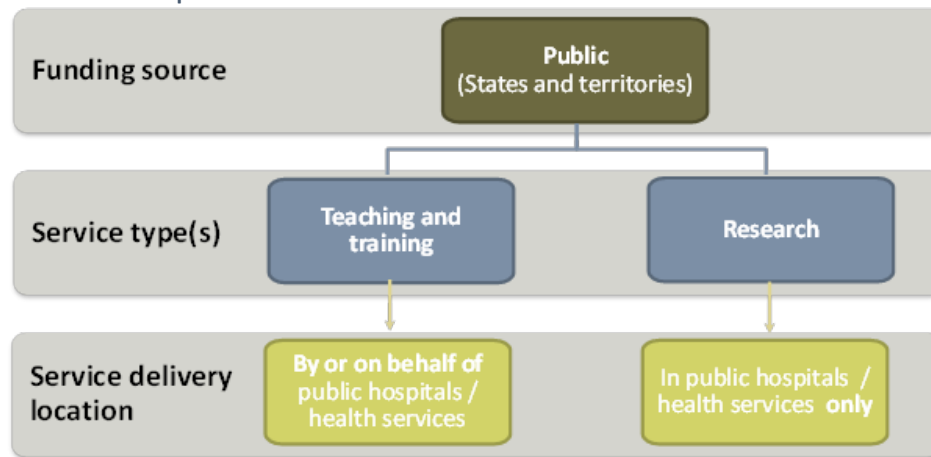 Funding source
Public
(States and territories)
Service type(s)
Teaching and
training
Research
Service delivery
location
By or on behalf of
public hospitals /
health services
In public hospitals /
health services only